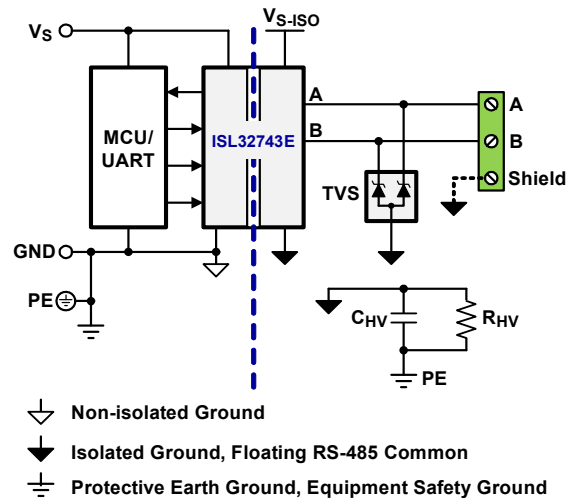 VS
VS-ISO
MCU/
UART
ISL32743E
A
B
A
B
Shield
TVS
GND
PE
CHV
RHV
PE
Non-isolated Ground
Isolated Ground, Floating RS-485 Common
Protective Earth Ground, Equipment Safety Ground